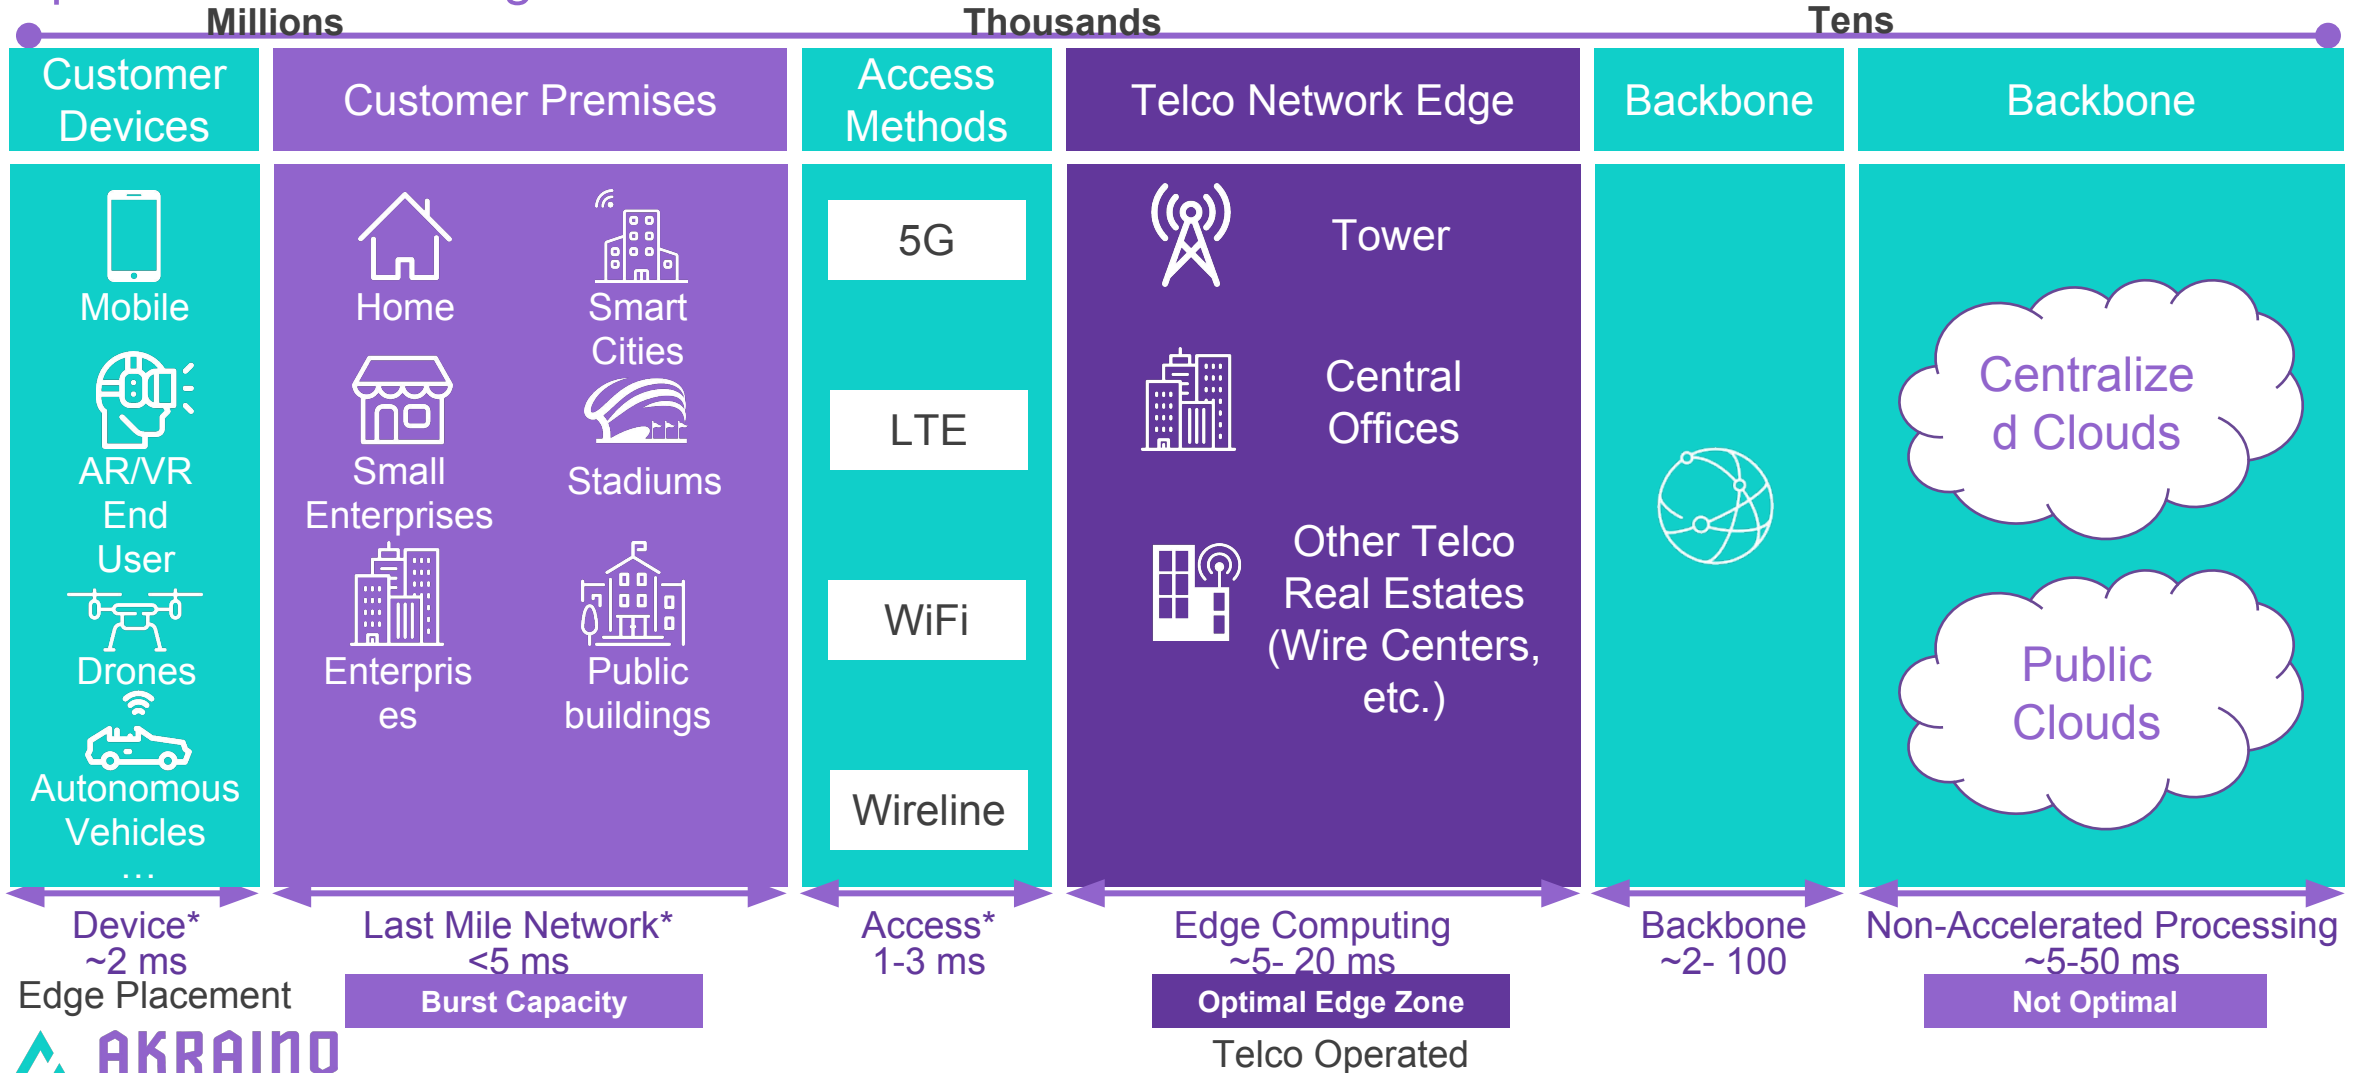 Millions
Thousands
Tens
Customer
Devices
Customer Premises
Access
Methods
Telco Network Edge
Backbone
Backbone
Mobile
AR/VR
End
User
Drones
Autonomous
Vehicles
...
Home
Smart
Cities
Small
Enterprises
Stadiums
Enterpris
es
Public
buildings
5G
LTE
WiFi
Wireline
Tower
Central
Offices
Other Telco
Real Estates
(Wire Centers,
etc.)
Centralize
d Clouds
Public
Clouds
Device*
~2 ms
Last Mile Network*
<5 ms
Access*
1-3 ms
Edge Computing
~5- 20 ms
Backbone
~2- 100
Non-Accelerated Processing
~5-50 ms
Edge Placement
Burst Capacity
Optimal Edge Zone
Not Optimal
Telco Operated
AKRAINO